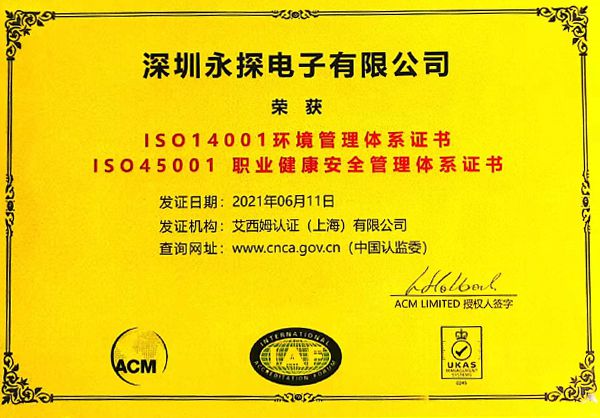 深圳永探电子有限公司
荣 获
ISO14001环境管理体系证书
ISO45001 职业健康安全管理体系证书
发证日期：2021年06月11日
发证机构：艾西姆认证（上海）有限公司
查询网址：www.cnca.gov.cn（中国认监委）
ACM LIMITED 授权人签字
ACM
INTERNATIONAL
IAF
ACCREDITATION FORUM
UKAS
MANAGEMENT
SYSTEMS
0245